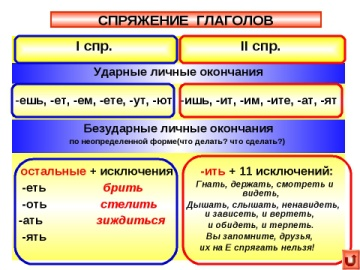 СПРЯЖЕНИЕ ГЛАГОЛОВ
I спр.
II спр.
Ударные личные окончания
-ешь, -ет, -ем, -ете, -ут, -ют
-ишь, -ит, -им, -ите, -ат, -ят
Безударные личные окончания
по неопределенной форме(что делать? что сделать?)
остальные + исключения
-еть брить
-оть стелить
-ать зиждиться
-ять
-ить + 11 исключений:
Гнать, держать, смотреть и
видеть,
Дышать, слышать, ненавидеть,
и зависеть, и вертеть,
и обидеть, и терпеть.
Вы запомните, друзья,
их на Е спрягать нельзя!